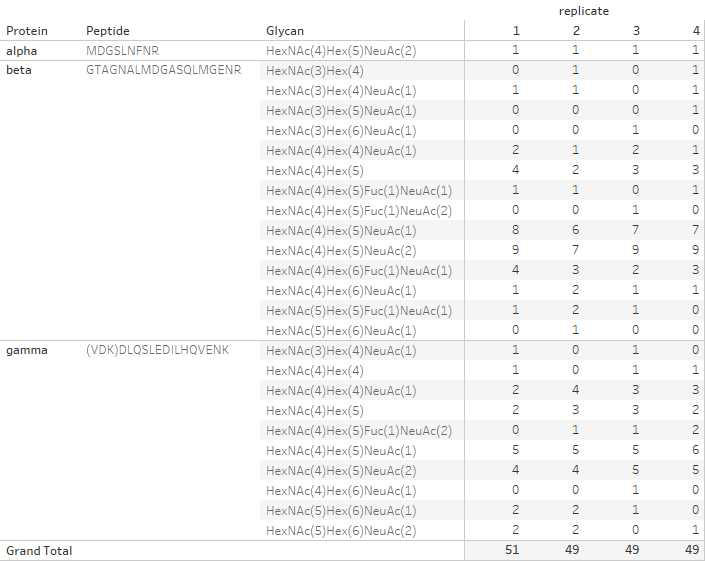 replicate
Protein Peptide Glycan 1 2 3 4
alpha MDGSLNFNR HexNAc(4)Hex(5)NeuAc(2) 1 1 1 1
beta GTAGNALMDGASQLMGENR HexNAc(3)Hex(4) 0 1 0 1
HexNAc(3)Hex(4)NeuAc(1) 1 1 0 1
HexNAc(3)Hex(5)NeuAc(1) 0 0 0 1
HexNAc(3)Hex(6)NeuAc(1) 0 0 1 0
HexNAc(4)Hex(4)NeuAc(1) 2 1 2 1
HexNAc(4)Hex(5) 4 2 3 3
HexNAc(4)Hex(5)Fuc(1)NeuAc(1) 1 1 0 1
HexNAc(4)Hex(5)Fuc(1)NeuAc(2) 0 0 1 0
HexNAc(4)Hex(5)NeuAc(1) 8 6 7 7
HexNAc(4)Hex(5)NeuAc(2) 9 7 9 9
HexNAc(4)Hex(6)Fuc(1)NeuAc(1) 4 3 2 3
HexNAc(4)Hex(6)NeuAc(1) 1 2 1 1
HexNAc(5)Hex(5)Fuc(1)NeuAc(1) 1 2 1 0
HexNAc(5)Hex(6)NeuAc(1) 0 1 0 0
gamma (VDK)DLQSLEDILHQVENK HexNAc(3)Hex(4)NeuAc(1) 1 0 1 0
HexNAc(4)Hex(4) 1 0 1 1
HexNAc(4)Hex(4)NeuAc(1) 2 4 3 3
HexNAc(4)Hex(5) 2 3 3 2
HexNAc(4)Hex(5)Fuc(1)NeuAc(2) 0 1 1 2
HexNAc(4)Hex(5)NeuAc(1) 5 5 5 6
HexNAc(4)Hex(5)NeuAc(2) 4 4 5 5
HexNAc(4)Hex(6)NeuAc(1) 0 0 1 0
HexNAc(5)Hex(6)NeuAc(1) 2 2 1 0
HexNAc(5)Hex(6)NeuAc(2) 2 2 0 1
Grand Total 51 49 49 49